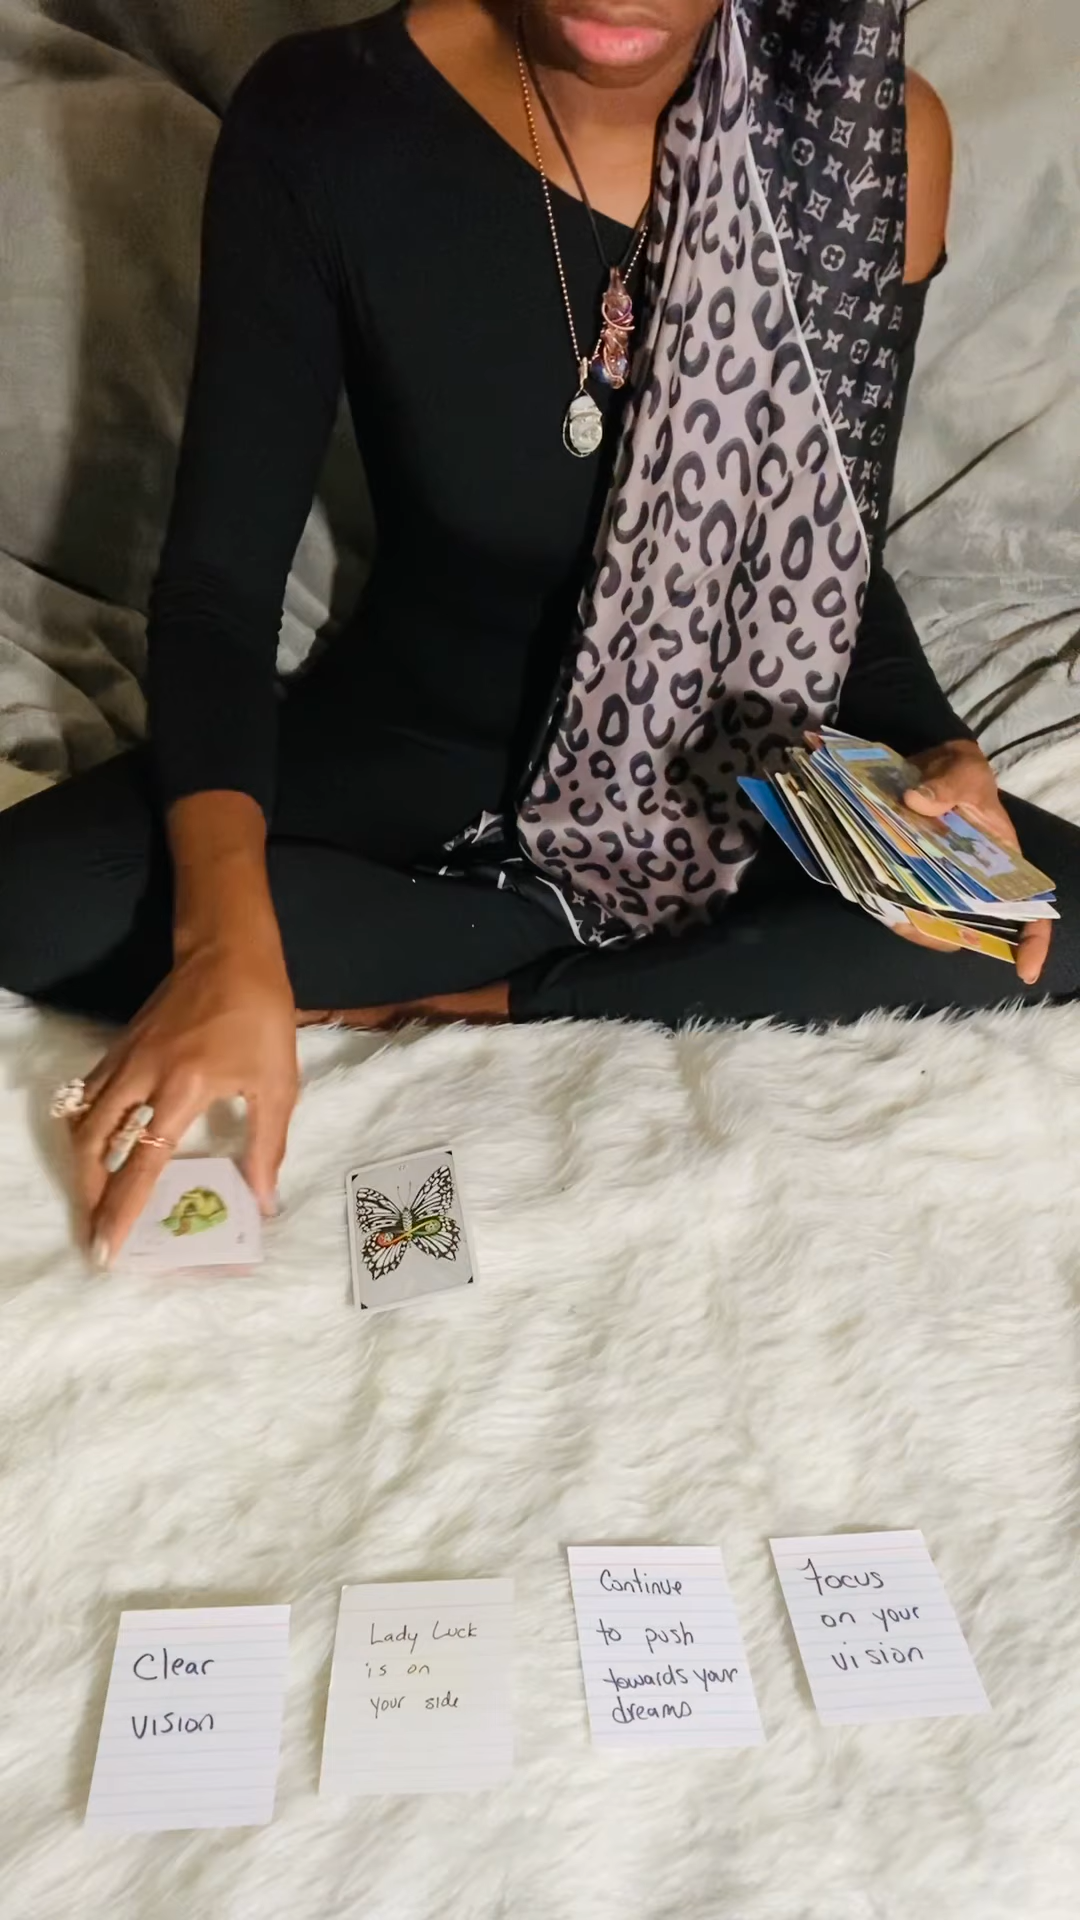 Clear
vision
Lady Luck
is on
your side
Continue
to push
towards your
dreams
Focus
on your
vision